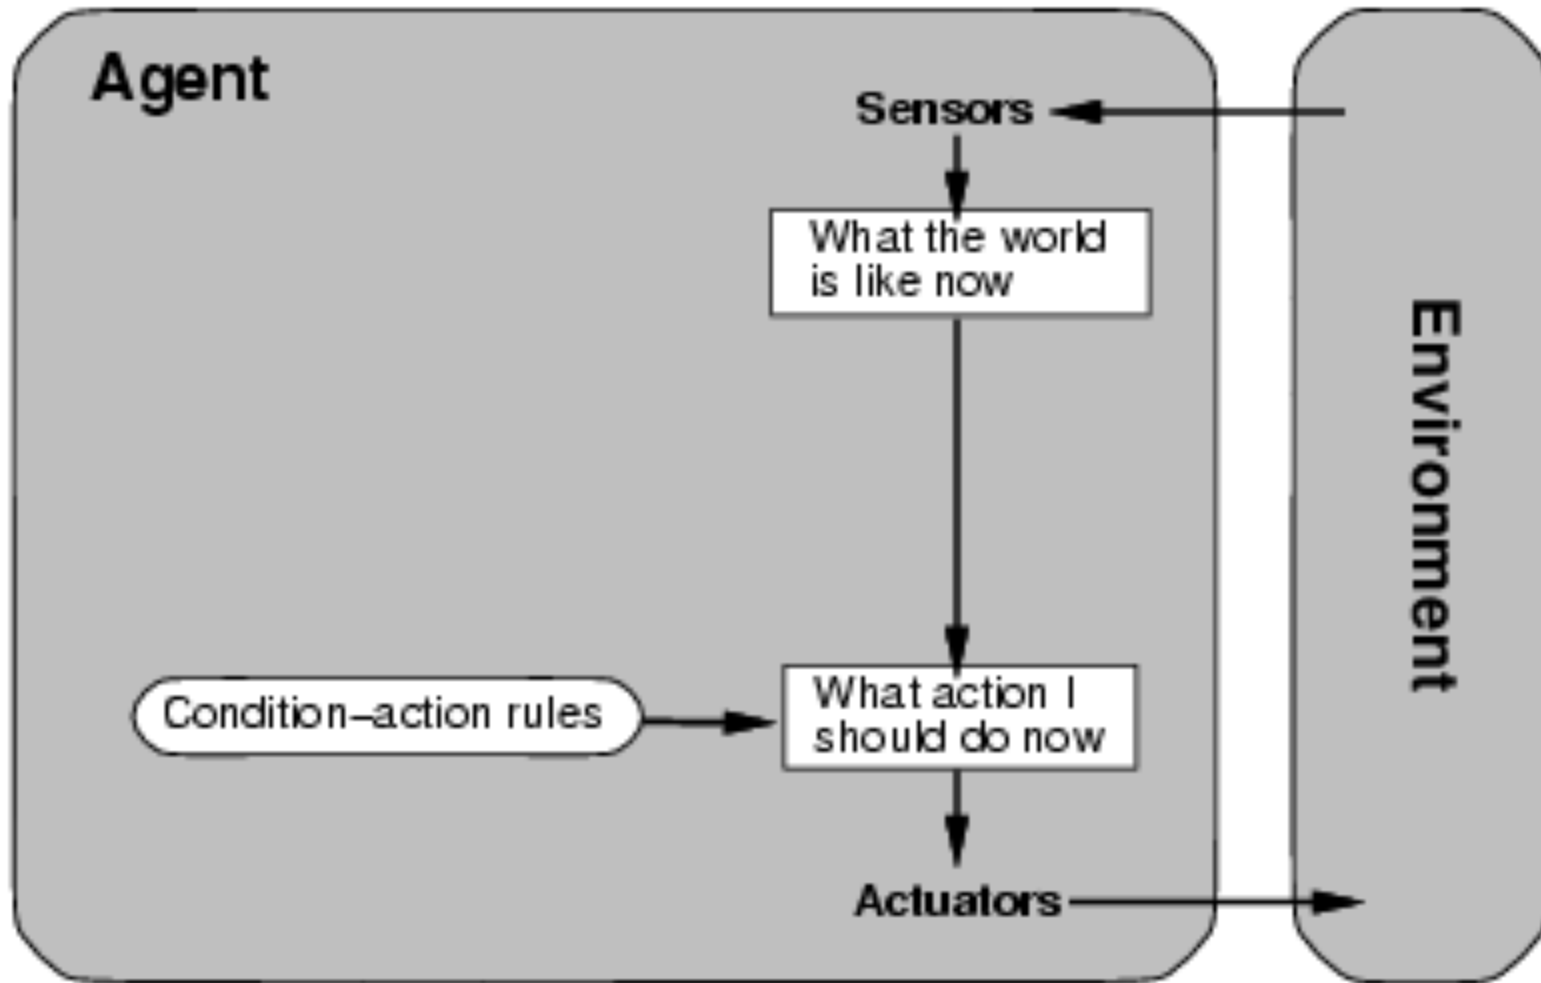 Agent
Sensors
What the world
is like now
Environment
Condition–action rules
What action I
should do now
Actuators